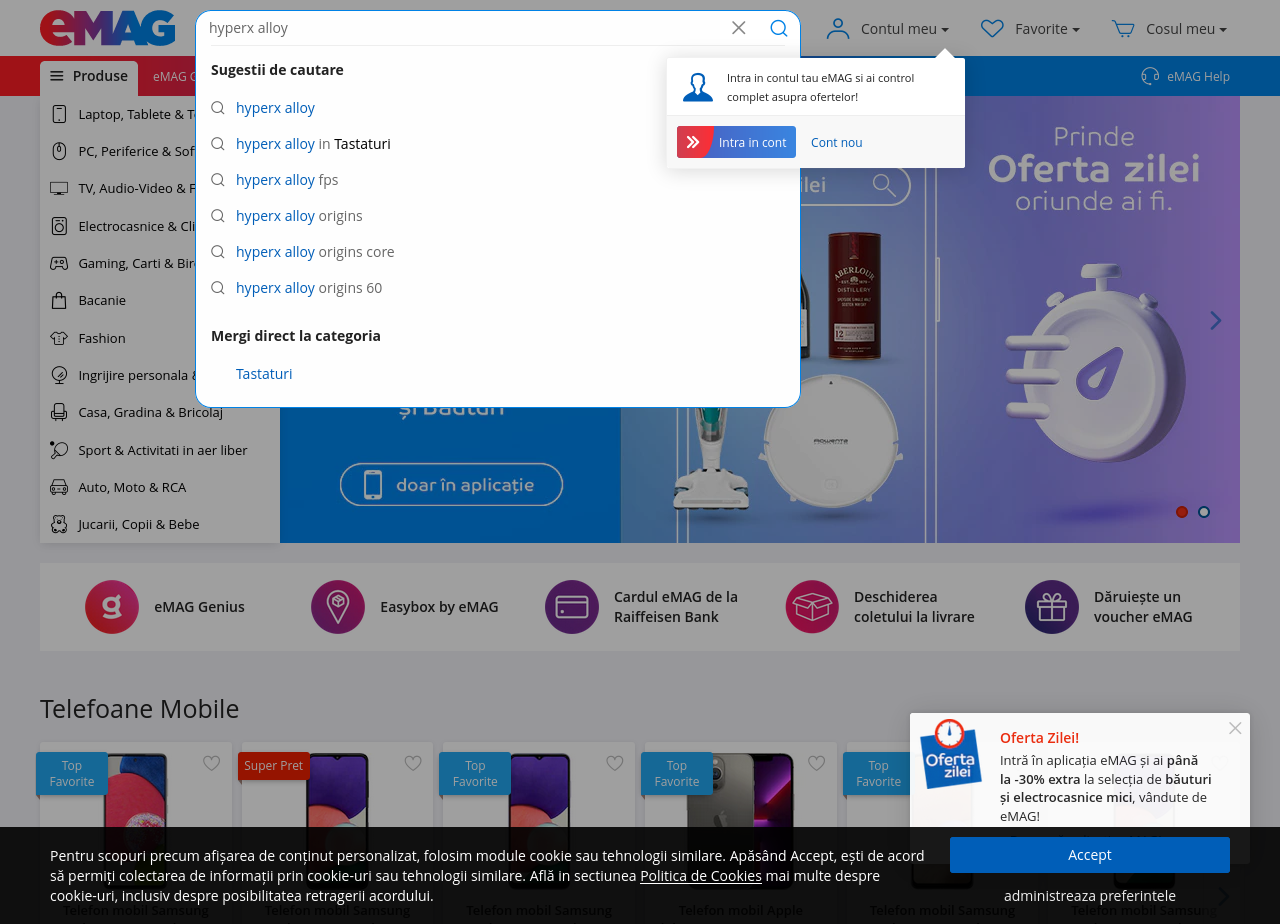 eMAG
hyperx alloy
Contul meu
Favorite
Cosul meu
Produse
eMAG G
eMAG Help
Sugestii de cautare
hyperx alloy
hyperx alloy in Tastaturi
hyperx alloy fps
hyperx alloy origins
hyperx alloy origins core
hyperx alloy origins 60
Mergi direct la categoria
Tastaturi
Intra in contul tau eMAG si ai control
complet asupra ofertelor!
Intra in cont
Cont nou
Laptop, Tablete & T
PC, Periferice & Sof
TV, Audio-Video & F
Electrocasnice & Cli
Gaming, Carti & Bir
Bacanie
Fashion
Ingrijire personala &
Casa, Gradina & Bricolaj
Sport & Activitati in aer liber
Auto, Moto & RCA
Jucarii, Copii & Bebe
și Băuturi
doar în aplicație
zilei
ABERLOUR
DISTILLERY
12
ROWENTA
Prinde
Oferta zilei
oriunde ai fi.
eMAG Genius
Easybox by eMAG
Cardul eMAG de la
Raiffeisen Bank
Deschiderea
coletului la livrare
Dăruiește un
voucher eMAG
Telefoane Mobile
Top
Favorite
Super Pret
Top
Favorite
Top
Favorite
Top
Favorite
Oferta
zilei
Oferta Zilei!
Intră în aplicația eMAG și ai până
la -30% extra la selecția de băuturi
și electrocasnice mici, vândute de
eMAG!
Pentru scopuri precum afișarea de conținut personalizat, folosim module cookie sau tehnologii similare. Apăsând Accept, ești de acord
să permiți colectarea de informații prin cookie-uri sau tehnologii similare. Află in sectiunea Politica de Cookies mai multe despre
cookie-uri, inclusiv despre posibilitatea retragerii acordului.
Accept
administreaza preferintele
Telefon mobil Samsung
Telefon mobil Samsung
Telefon mobil Samsung
Telefon mobil Apple
Telefon mobil Samsung
Telefon mobil Samsung